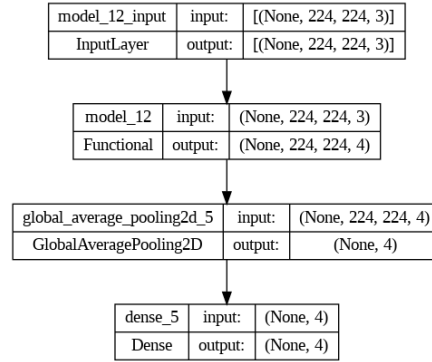 model_12_input input: [(None, 224, 224, 3)]
InputLayer output: [(None, 224, 224, 3)]
model_12 input: (None, 224, 224, 3)
Functional output: (None, 224, 224, 4)
global_average_pooling2d_5 input: (None, 224, 224, 4)
GlobalAveragePooling2D output: (None, 4)
dense_5 input: (None, 4)
Dense output: (None, 4)